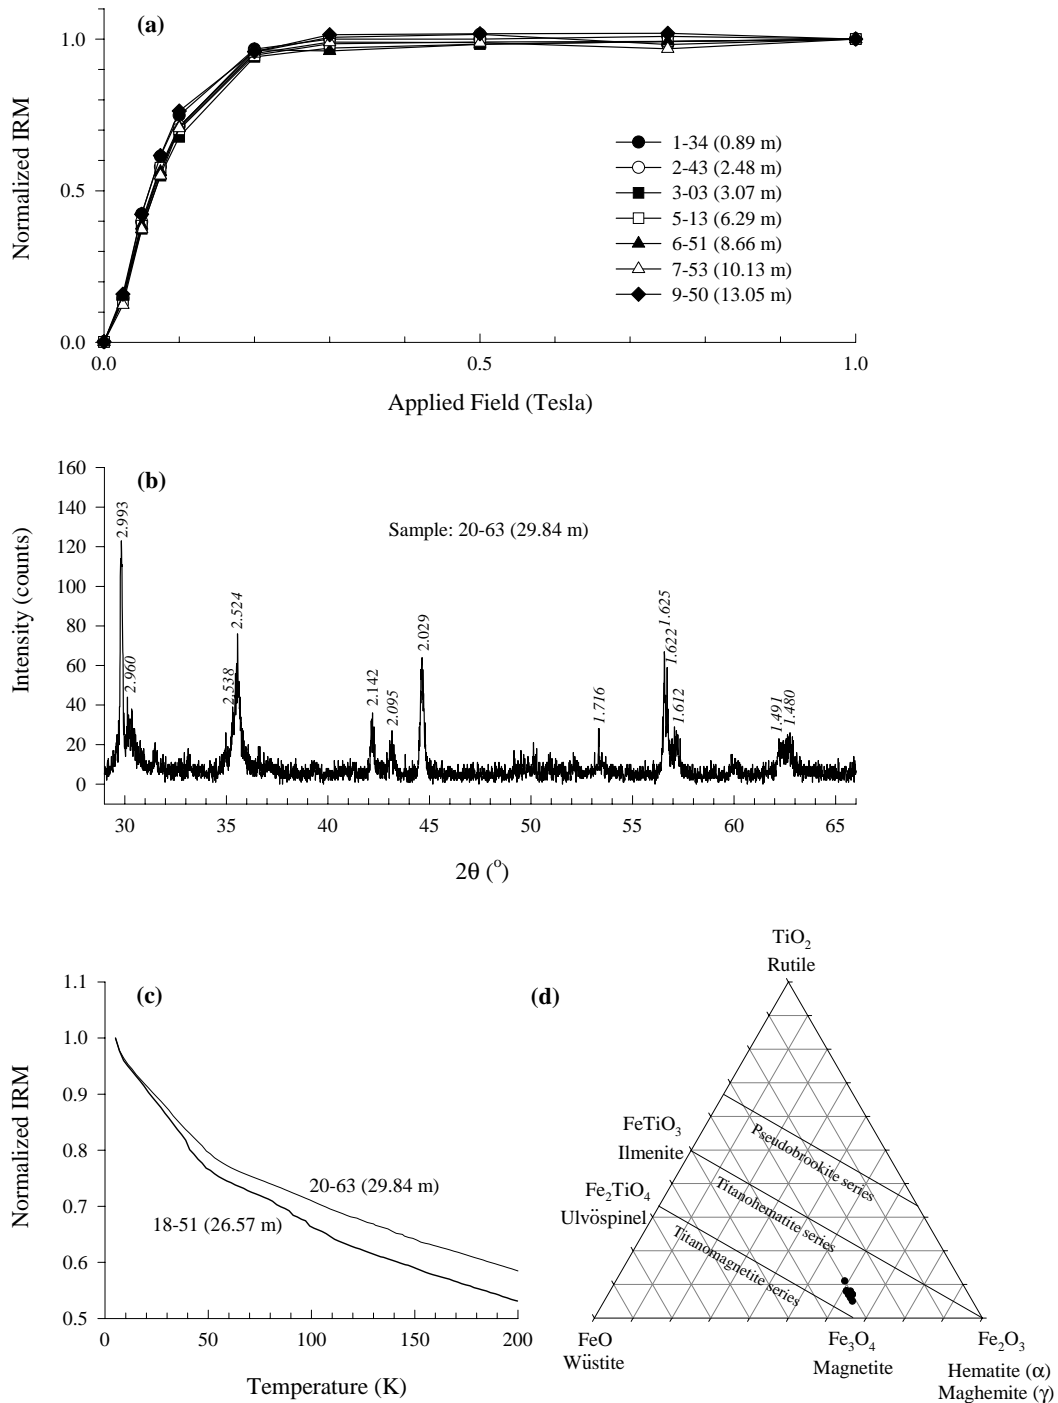 (a)
1.0
0.5
0.0
Normalized IRM
1-34 (0.89 m)
2-43 (2.48 m)
3-03 (3.07 m)
5-13 (6.29 m)
6-51 (8.66 m)
7-53 (10.13 m)
9-50 (13.05 m)
0.0 0.5 1.0
Applied Field (Tesla)
(b)
160
140
120
100
80
60
40
20
0
Intensity (counts)
Sample: 20-63 (29.84 m)
2.993
2.960
2.538
2.524
2.142
2.095
2.029
1.716
1.625
1.622
1.612
1.491
1.480
30 35 40 45 50 55 60 65
2θ (°)
(c)
1.1
1.0
0.9
0.8
0.7
0.6
0.5
Normalized IRM
20-63 (29.84 m)
18-51 (26.57 m)
0 50 100 150 200
Temperature (K)
(d)
TiO₂
Rutile
FeTiO₃
Ilmenite
Fe₂TiO₄
Ulvöspinel
Pseudobrookite series
Titanohematite series
Titanomagnetite series
FeO
Wüstite
Fe₃O₄
Magnetite
Fe₂O₃
Hematite (α)
Maghemite (γ)